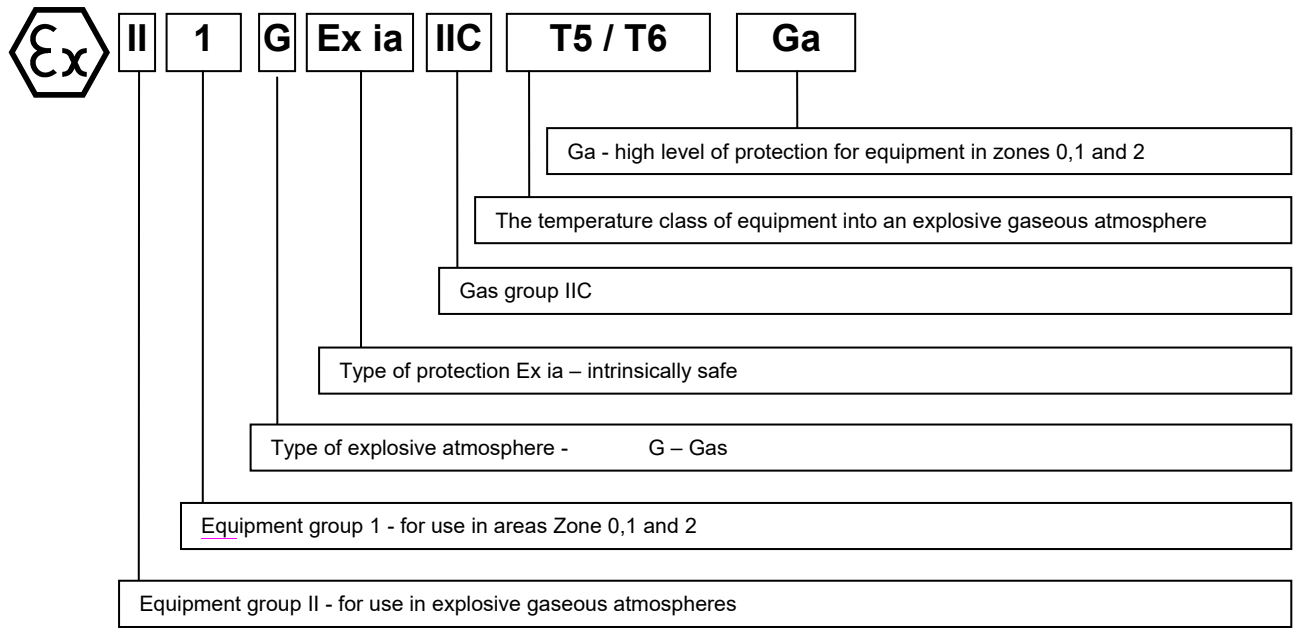 Ex II 1 G Ex ia IIC T5 / T6 Ga
Ga - high level of protection for equipment in zones 0,1 and 2
The temperature class of equipment into an explosive gaseous atmosphere
Gas group IIC
Type of protection Ex ia – intrinsically safe
Type of explosive atmosphere - G – Gas
Equipment group 1 - for use in areas Zone 0,1 and 2
Equipment group II - for use in explosive gaseous atmospheres